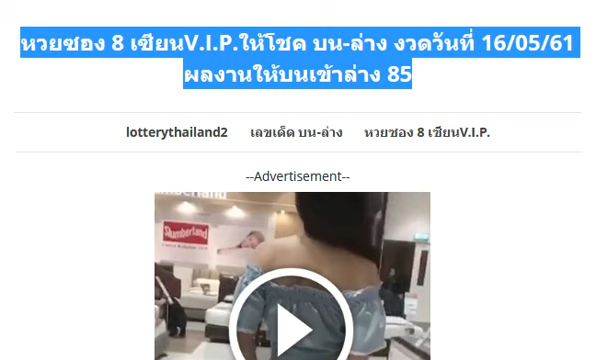 หวยซอง 8 เซียนV.I.P.ให้โชค บน-ล่าง งวดวันที่ 16/05/61
ผลงานให้บนเข้าล่าง 85
lotterythailand2 เลขเด็ด บน-ล่าง หวยซอง 8 เซียนV.I.P.
--Advertisement--
Slumberland